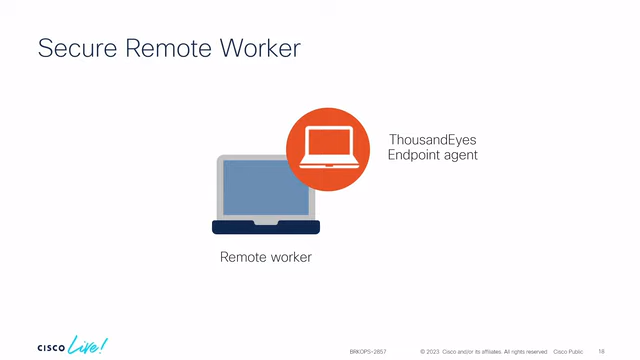 Secure Remote Worker
ThousandEyes
Endpoint agent
Remote worker
CISCO Live!
BRKOPS-2857
© 2023 Cisco and/or its affiliates. All rights reserved. Cisco Public
18